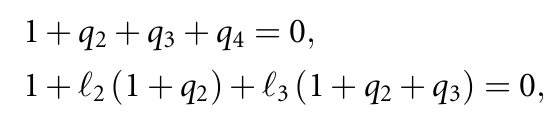 1 + q₂ + q₃ + q₄ = 0,
1 + ℓ₂ (1 + q₂) + ℓ₃ (1 + q₂ + q₃) = 0,